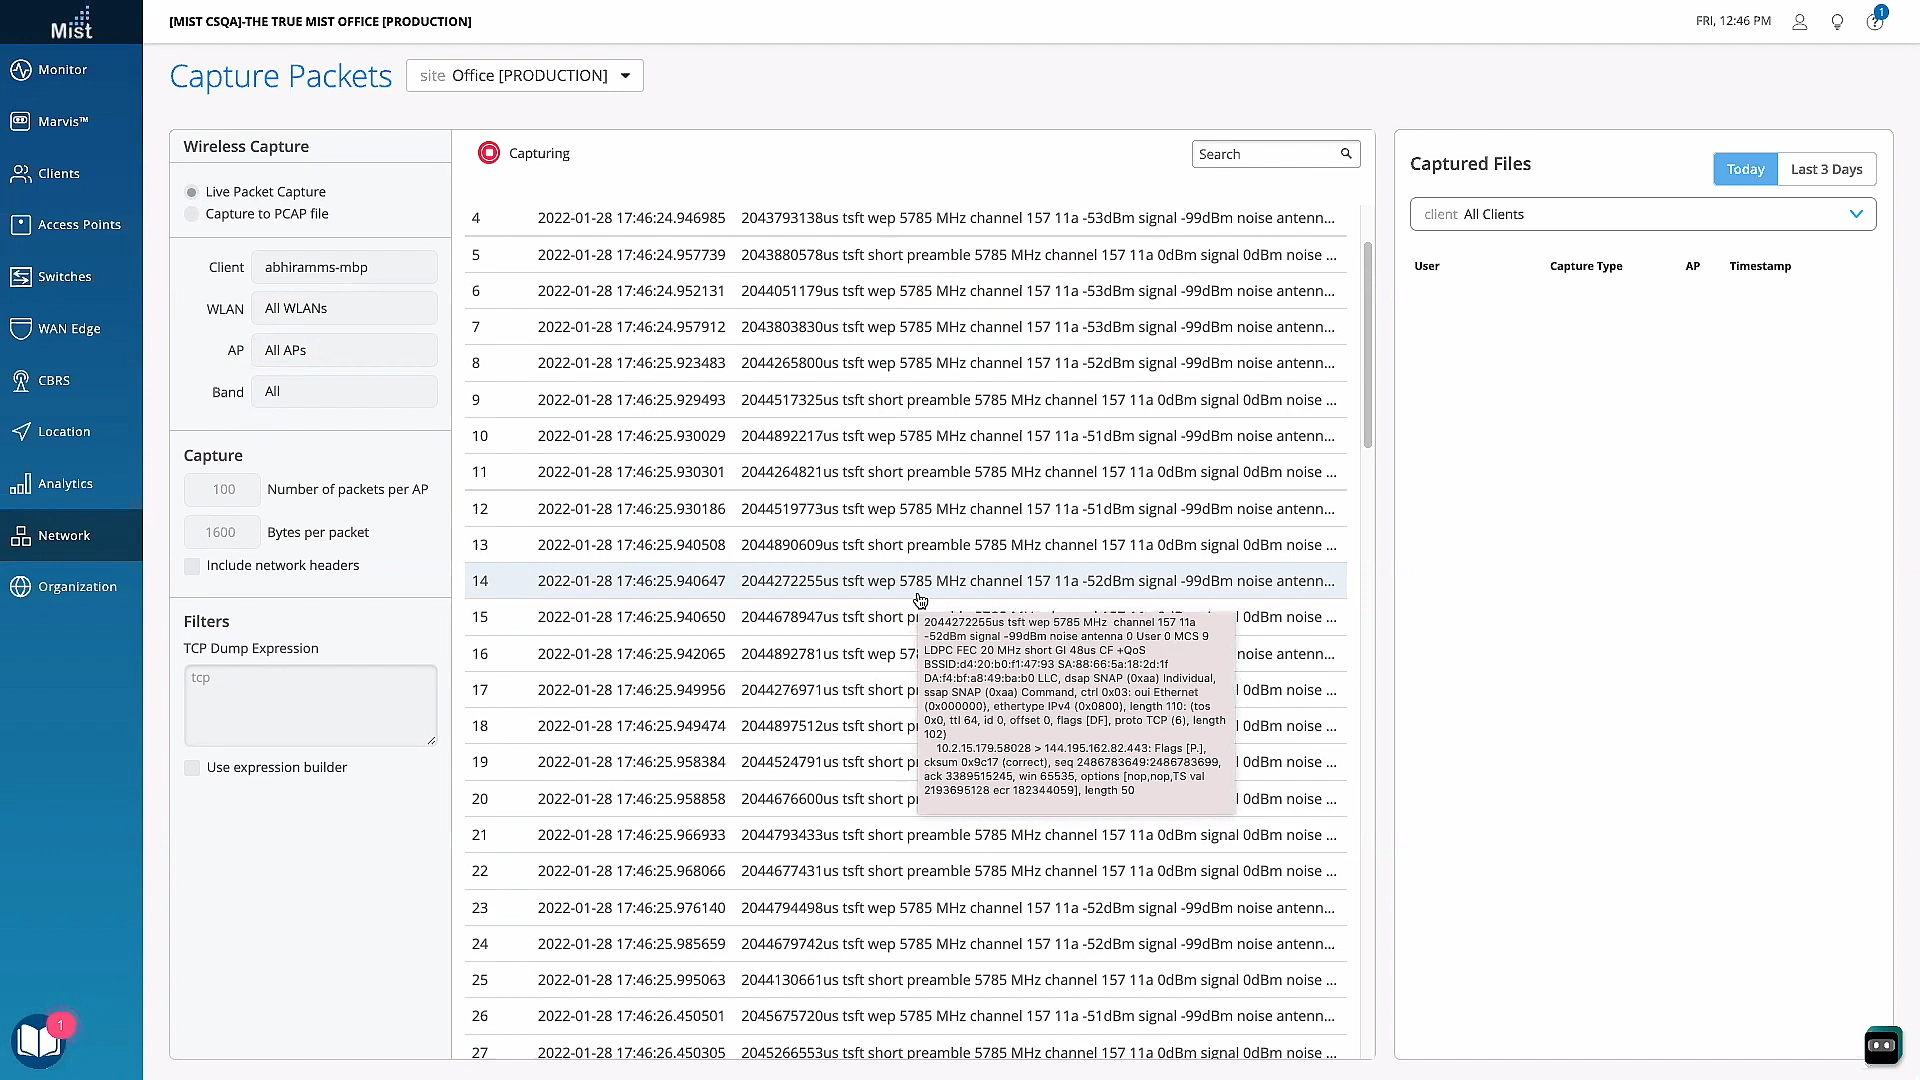 Mist
[MIST CSQA]-THE TRUE MIST OFFICE [PRODUCTION]
FRI, 12:46 PM
1
Monitor
Marvis™
Clients
Access Points
Switches
WAN Edge
CBRS
Location
Analytics
Network
Organization
1
Capture Packets
site Office [PRODUCTION]
Wireless Capture
Live Packet Capture
Capture to PCAP file
Client abhiramms-mbp
WLAN All WLANs
AP All APs
Band All
Capture
100 Number of packets per AP
1600 Bytes per packet
Include network headers
Filters
TCP Dump Expression
tcp
Use expression builder
Capturing
Search
4 2022-01-28 17:46:24.946985 2043793138us tsft wep 5785 MHz channel 157 11a -53dBm signal -99dBm noise antenn...
5 2022-01-28 17:46:24.957739 2043880578us tsft short preamble 5785 MHz channel 157 11a 0dBm signal 0dBm noise ...
6 2022-01-28 17:46:24.952131 2044051179us tsft wep 5785 MHz channel 157 11a -53dBm signal -99dBm noise antenn...
7 2022-01-28 17:46:24.957912 2043803830us tsft wep 5785 MHz channel 157 11a -53dBm signal -99dBm noise antenn...
8 2022-01-28 17:46:25.923483 2044265800us tsft wep 5785 MHz channel 157 11a -52dBm signal -99dBm noise antenn...
9 2022-01-28 17:46:25.929493 2044517325us tsft short preamble 5785 MHz channel 157 11a 0dBm signal 0dBm noise ...
10 2022-01-28 17:46:25.930029 2044892217us tsft wep 5785 MHz channel 157 11a -51dBm signal -99dBm noise antenn...
11 2022-01-28 17:46:25.930301 2044264821us tsft short preamble 5785 MHz channel 157 11a 0dBm signal 0dBm noise ...
12 2022-01-28 17:46:25.930186 2044519773us tsft wep 5785 MHz channel 157 11a -51dBm signal -99dBm noise antenn...
13 2022-01-28 17:46:25.940508 2044890609us tsft short preamble 5785 MHz channel 157 11a 0dBm signal 0dBm noise ...
14 2022-01-28 17:46:25.940647 2044272255us tsft wep 5785 MHz channel 157 11a -52dBm signal -99dBm noise antenn...
15 2022-01-28 17:46:25.940650 2044678947us tsft short
16 2022-01-28 17:46:25.942065 2044892781us tsft wep 0dBm noise antenn...
17 2022-01-28 17:46:25.949956 2044276971us tsft short 0dBm noise ...
18 2022-01-28 17:46:25.949474 2044897512us tsft short 0dBm noise ...
19 2022-01-28 17:46:25.958384 2044524791us tsft short 0dBm noise ...
20 2022-01-28 17:46:25.958858 2044676600us tsft short 0dBm noise ...
21 2022-01-28 17:46:25.966933 2044793433us tsft short preamble 5785 MHz channel 157 11a 0dBm signal 0dBm noise ...
22 2022-01-28 17:46:25.968066 2044677431us tsft short preamble 5785 MHz channel 157 11a 0dBm signal 0dBm noise ...
23 2022-01-28 17:46:25.976140 2044794498us tsft wep 5785 MHz channel 157 11a -52dBm signal -99dBm noise antenn...
24 2022-01-28 17:46:25.985659 2044679742us tsft wep 5785 MHz channel 157 11a -52dBm signal -99dBm noise antenn...
25 2022-01-28 17:46:25.995063 2044130661us tsft short preamble 5785 MHz channel 157 11a 0dBm signal 0dBm noise ...
26 2022-01-28 17:46:26.450501 2045675720us tsft wep 5785 MHz channel 157 11a -51dBm signal -99dBm noise antenn...
27 2022-01-28 17:46:26.450305 2045266553us tsft short preamble 5785 MHz channel 157 11a 0dBm signal 0dBm noise ...
2044272255us tsft wep 5785 MHz channel 157 11a
-52dBm signal -99dBm noise antenna 0 User 0 MCS 9
LDPC FEC 20 MHz short GI 48us CF +QoS
BSSID:d4:20:b0:f1:47:93 SA:88:66:5a:18:2d:1f
DA:f4:bf:a8:49:ba:b0 LLC, dsap SNAP (0xaa) Individual,
ssap SNAP (0xaa) Command, ctrl 0x03: oui Ethernet
(0x000000), ethertype IPv4 (0x0800), length 110: (tos
0x0, ttl 64, id 0, offset 0, flags [DF], proto TCP (6), length
102)
10.2.15.179.58028 > 144.195.162.82.443: Flags [P.],
cksum 0x9c17 (correct), seq 2486783649:2486783699,
ack 3389515245, win 65535, options [nop,nop,TS val
2193695128 ecr 182344059], length 50
Captured Files
Today
Last 3 Days
client All Clients
User Capture Type AP Timestamp